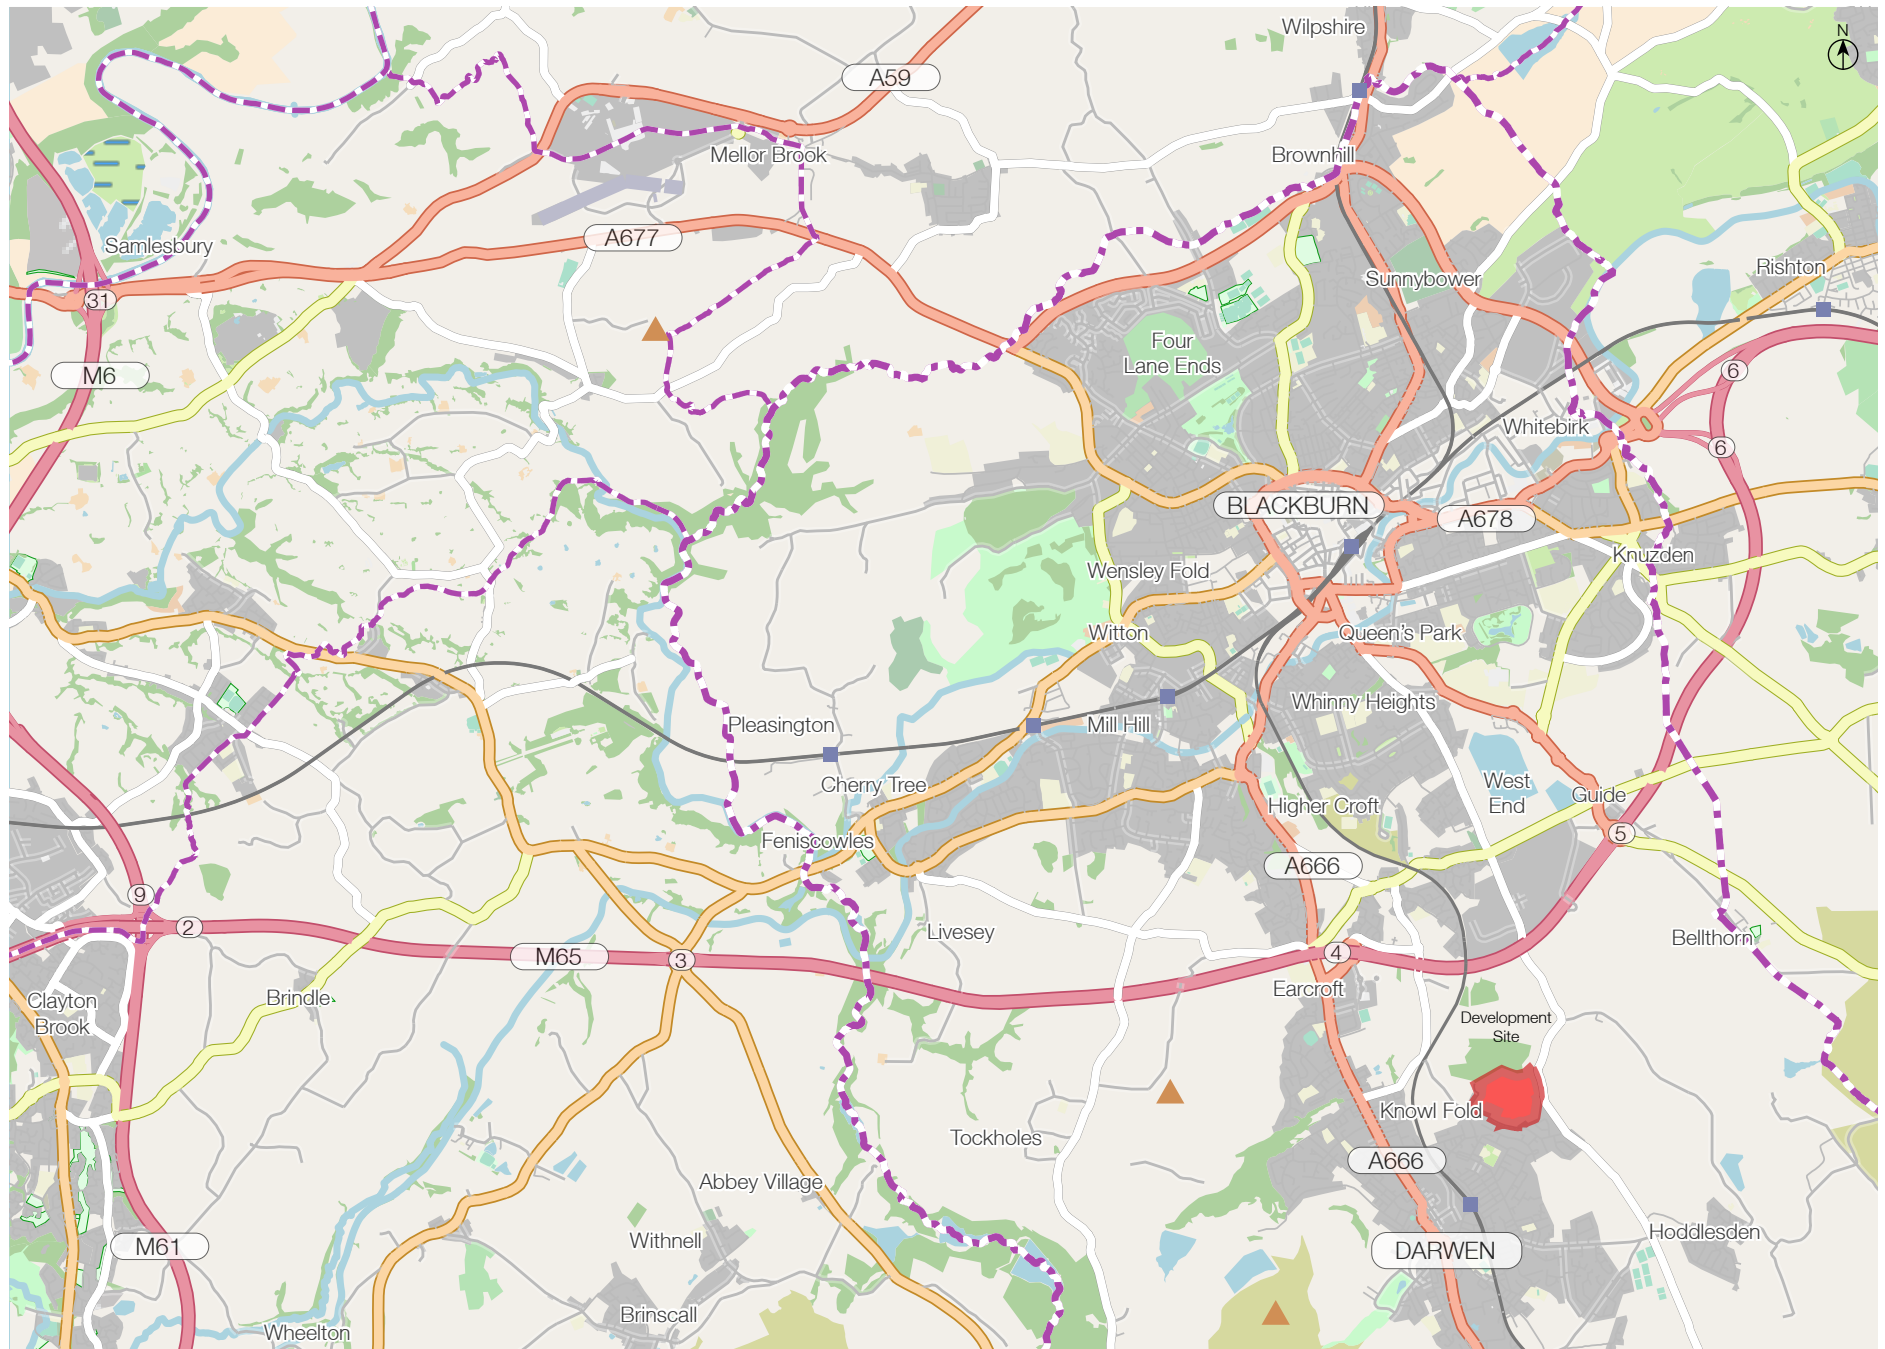 Wilpshire
N
A59
Mellor Brook
Brownhill
Samlesbury
A677
Sunnybower
Rishton
31
Four
Lane Ends
M6
6
Whitebirk
6
BLACKBURN
A678
Knuzden
Wensley Fold
Witton
Queen's Park
Whinny Heights
Pleasington
Mill Hill
Cherry Tree
West
End
Guide
Higher Croft
Feniscowles
5
A666
9
2
Livesey
Bellthorn
M65
3
4
Earcroft
Brindle
Clayton
Brook
Development
Site
Knowl Fold
Tockholes
A666
Abbey Village
Withnell
Hoddlesden
M61
DARWEN
Brinscall
Wheelton